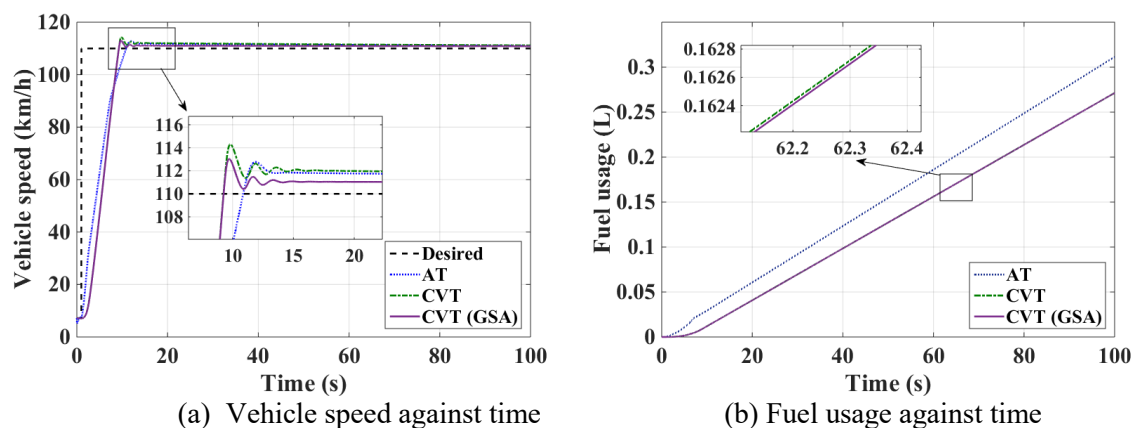 Vehicle speed (km/h)
120
100
80
60
40
20
0
116
114
112
110
108
10
15
20
Desired
AT
CVT
CVT (GSA)
0 20 40 60 80 100
Time (s)
(a) Vehicle speed against time
Fuel usage (L)
0.3
0.25
0.2
0.15
0.1
0.05
0
0.1628
0.1626
0.1624
62.2 62.3 62.4
AT
CVT
CVT (GSA)
0 20 40 60 80 100
Time (s)
(b) Fuel usage against time